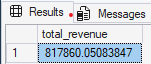 Results Messages
total_revenue
1 817860.05083847